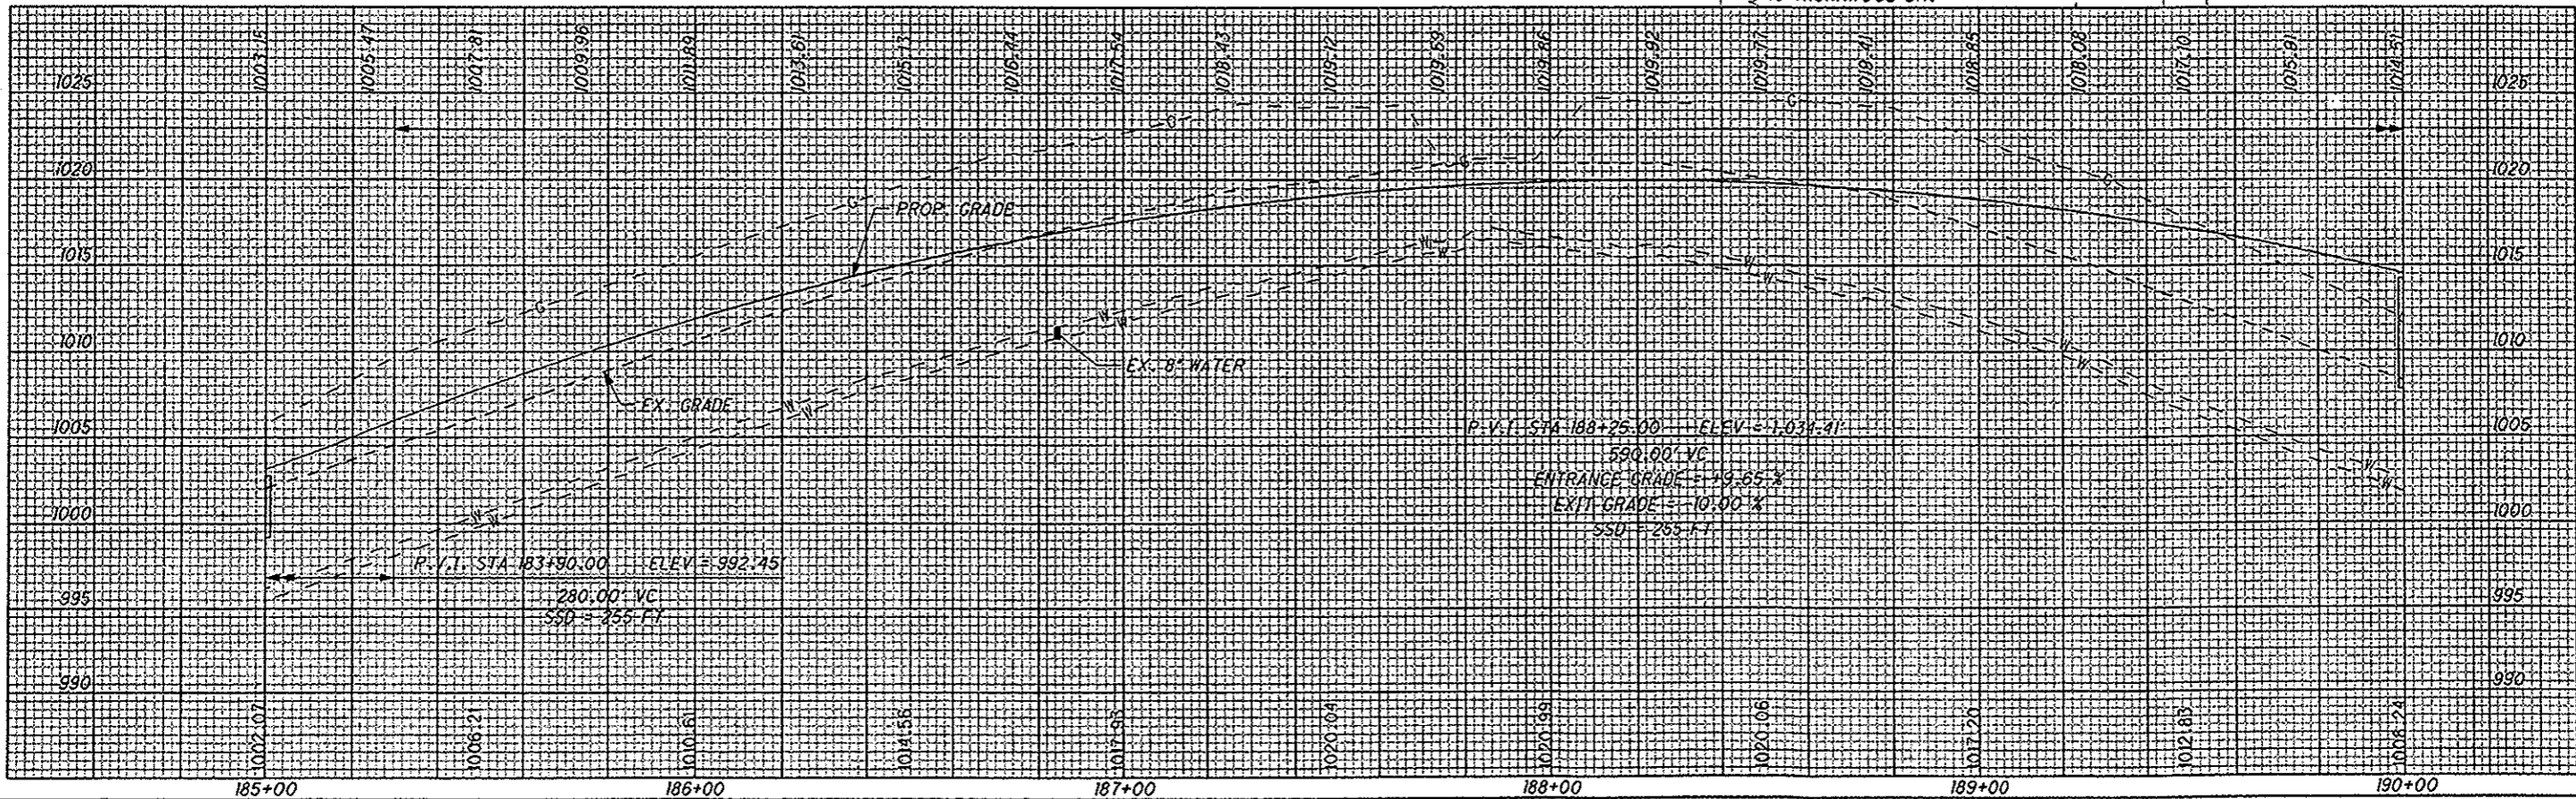 1003.15 1005.47 1007.81 1009.96 1011.89 1013.61 1015.13 1016.44 1017.54 1018.43 1019.12 1019.59 1019.86 1019.92 1019.77 1019.41 1018.85 1018.08 1017.10 1015.91 1014.51
1025 1025
G G
1020 G G 1020
G PROP. GRADE
1015 W W W W 1015
G
W W
1010 W W 1010
EX. 8" WATER
EX. GRADE
W W
1005 1005
P.V.I. STA 188+25.00 ELEV = 1,034.41'
590.00' VC
W W
ENTRANCE GRADE = +9.65 %
EXIT GRADE = -10.00 %
1000 W W 1000
SSD = 255 FT
P.V.I. STA 183+90.00 ELEV = 992.45'
995 280.00' VC 995
SSD = 255 FT
990 990
1002.07 1006.21 1010.61 1014.56 1017.93 1020.04 1020.99 1020.06 1017.20 1012.83 1008.24
185+00 186+00 187+00 188+00 189+00 190+00